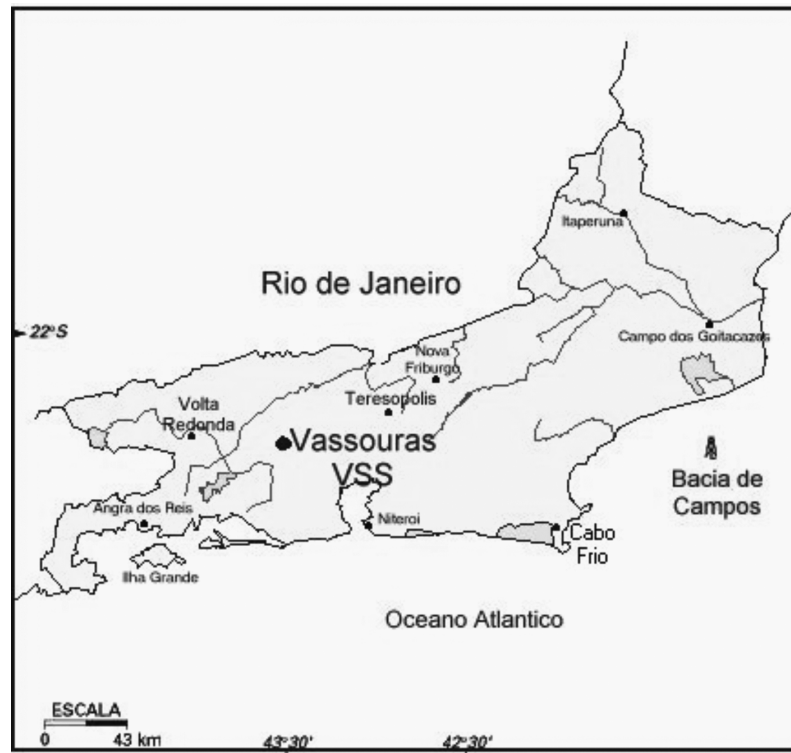 Itaperuna
Rio de Janeiro
22°S
Campo dos Goitacazes
Nova
Friburgo
Teresopolis
Volta
Redonda
Vassouras
VSS
Bacia de
Campos
Angra dos Reis
Niteroi
Cabo
Frio
Ilha Grande
Oceano Atlantico
ESCALA
0 43 km
43°30' 42°30'